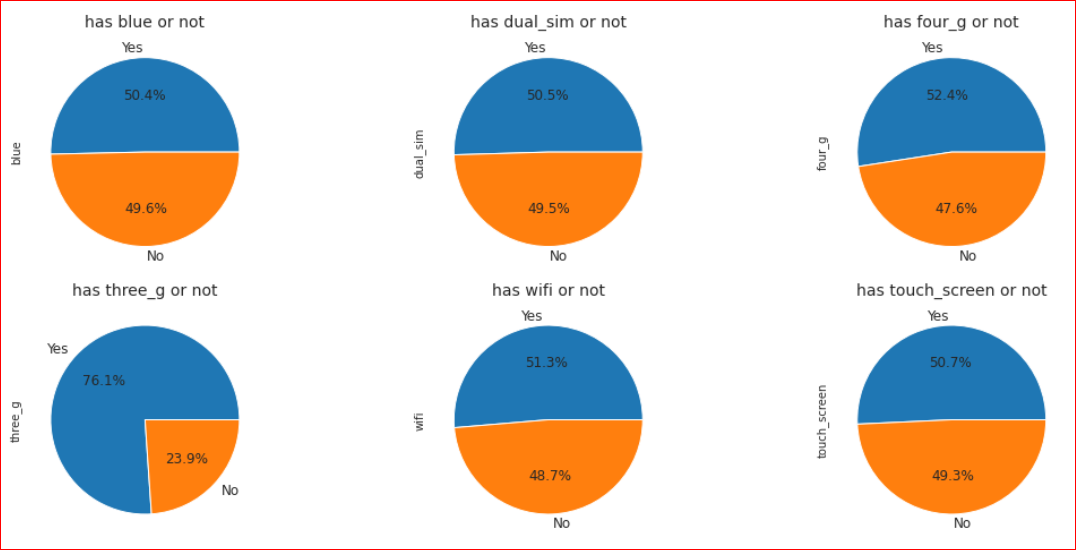 has blue or not
Yes
50.4%
blue
49.6%
No
has dual_sim or not
Yes
50.5%
dual_sim
49.5%
No
has four_g or not
Yes
52.4%
four_g
47.6%
No
has three_g or not
Yes
76.1%
three_g
23.9%
No
has wifi or not
Yes
51.3%
wifi
48.7%
No
has touch_screen or not
Yes
50.7%
touch_screen
49.3%
No